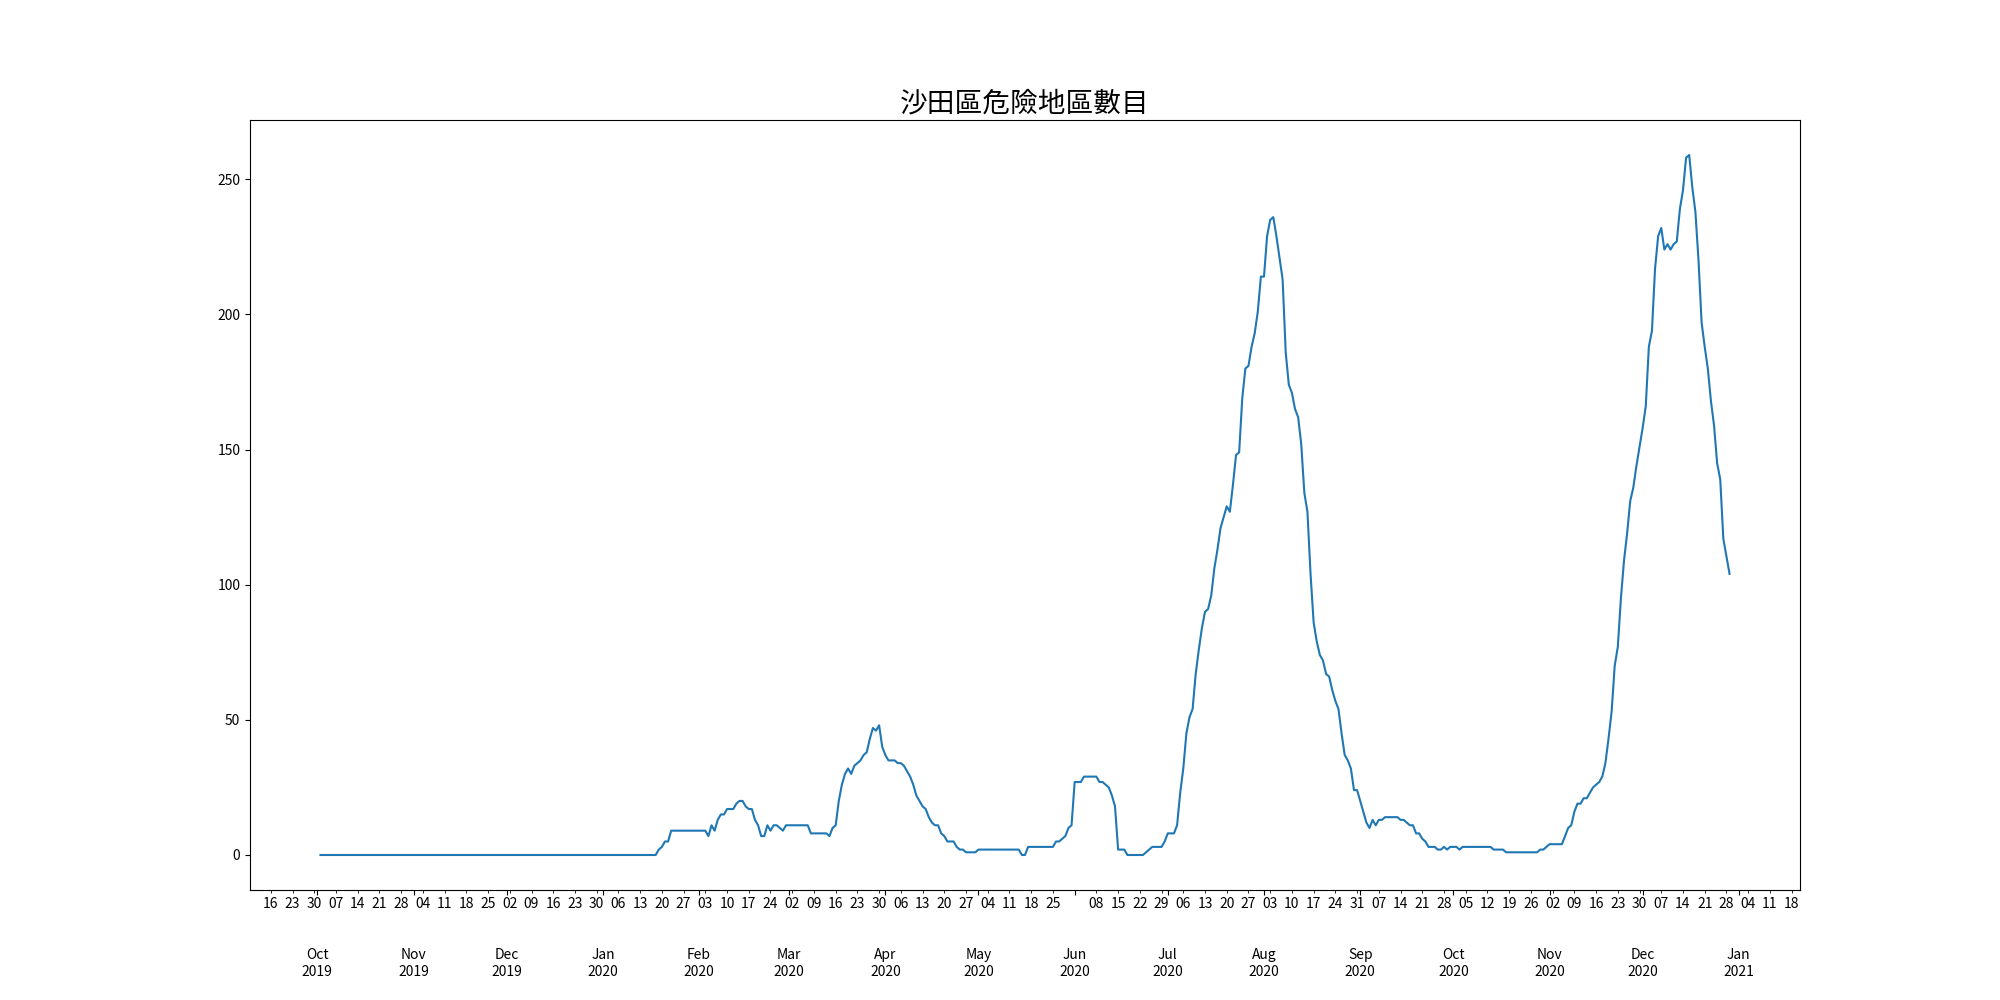 沙田區危險地區數目
250
200
150
100
50
0
16 23 30 07 14 21 28 04 11 18 25 02 09 16 23 30 06 13 20 27 03 10 17 24 02 09 16 23 30 06 13 20 27 04 11 18 25 08 15 22 29 06 13 20 27 03 10 17 24 31 07 14 21 28 05 12 19 26 02 09 16 23 30 07 14 21 28 04 11 18
Oct Nov Dec Jan Feb Mar Apr May Jun Jul Aug Sep Oct Nov Dec Jan
2019 2019 2019 2020 2020 2020 2020 2020 2020 2020 2020 2020 2020 2020 2020 2021